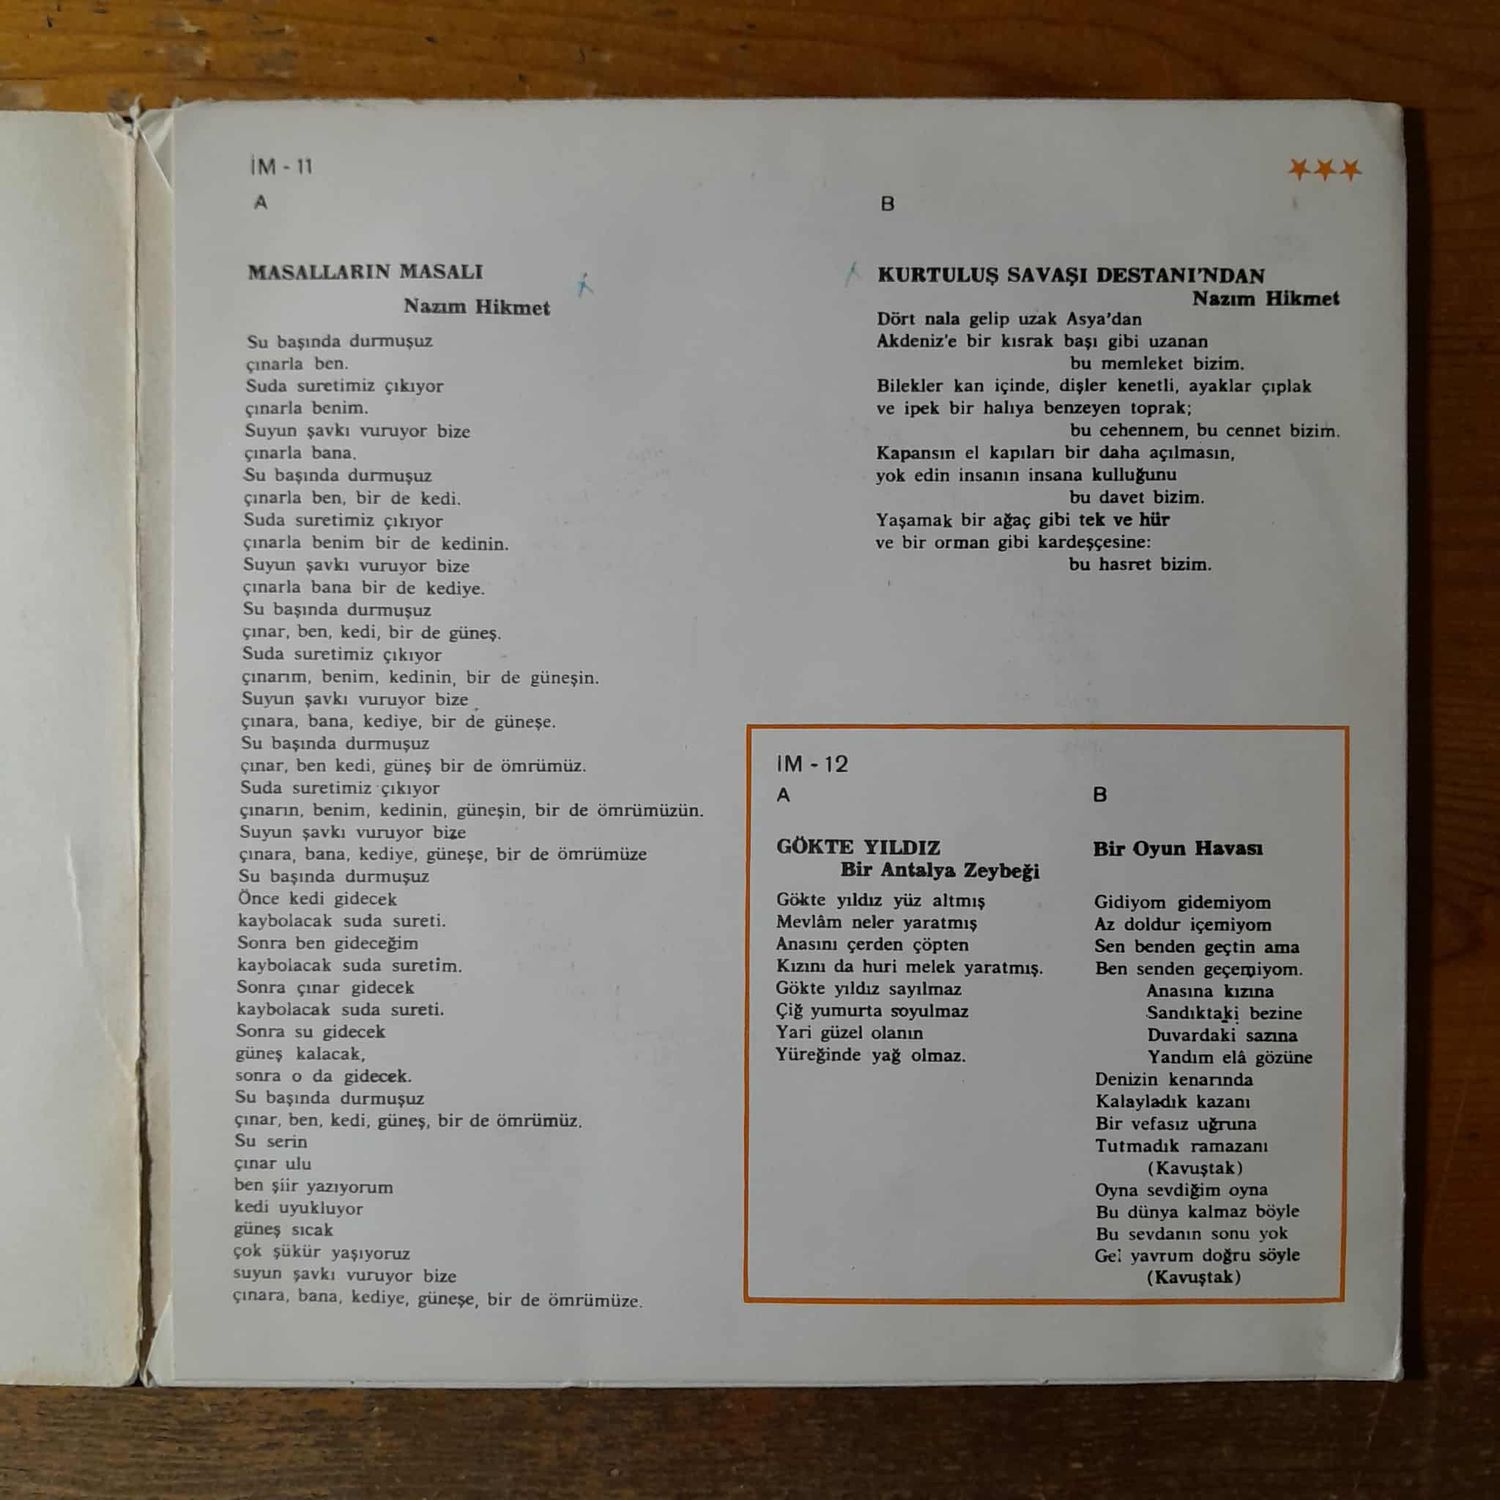 İM - 11
A
MASALLARIN MASALI
Nazım Hikmet
Su başında durmuşuz
çınarla ben.
Suda suretimiz çıkıyor
çınarla benim.
Suyun şavkı vuruyor bize
çınarla bana.
Su başında durmuşuz
çınarla ben, bir de kedi.
Suda suretimiz çıkıyor
çınarla benim bir de kedinin.
Suyun şavkı vuruyor bize
çınarla bana bir de kediye.
Su başında durmuşuz
çınar, ben, kedi, bir de güneş.
Suda suretimiz çıkıyor
çınarım, benim, kedinin, bir de güneşin.
Suyun şavkı vuruyor bize
çınara, bana, kediye, bir de güneşe.
Su başında durmuşuz
çınar, ben kedi, güneş bir de ömrümüz.
Suda suretimiz çıkıyor
çınarın, benim, kedinin, güneşin, bir de ömrümüzün.
Suyun şavkı vuruyor bize
çınara, bana, kediye, güneşe, bir de ömrümüze
Su başında durmuşuz
Önce kedi gidecek
kaybolacak suda sureti.
Sonra ben gideceğim
kaybolacak suda suretim.
Sonra çınar gidecek
kaybolacak suda sureti.
Sonra su gidecek
güneş kalacak,
sonra o da gidecek.
Su başında durmuşuz
çınar, ben, kedi, güneş, bir de ömrümüz.
Su serin
çınar ulu
ben şiir yazıyorum
kedi uyukluyor
güneş sıcak
çok şükür yaşıyoruz
suyun şavkı vuruyor bize
çınara, bana, kediye, güneşe, bir de ömrümüze.
B
KURTULUŞ SAVAŞI DESTANI'NDAN
Nazım Hikmet
Dört nala gelip uzak Asya'dan
Akdeniz'e bir kısrak başı gibi uzanan
bu memleket bizim.
Bilekler kan içinde, dişler kenetli, ayaklar çıplak
ve ipek bir halıya benzeyen toprak;
bu cehennem, bu cennet bizim.
Kapansın el kapıları bir daha açılmasın,
yok edin insanın insana kulluğunu
bu davet bizim.
Yaşamak bir ağaç gibi tek ve hür
ve bir orman gibi kardeşçesine:
bu hasret bizim.
İM - 12
A
GÖKTE YILDIZ
Bir Antalya Zeybeği
Gökte yıldız yüz altmış
Mevlâm neler yaratmış
Anasını çerden çöpten
Kızını da huri melek yaratmış.
Gökte yıldız sayılmaz
Çiğ yumurta soyulmaz
Yari güzel olanın
Yüreğinde yağ olmaz.
B
Bir Oyun Havası
Gidiyom gidemiyom
Az doldur içemiyom
Sen benden geçtin ama
Ben senden geçemiyom.
Anasına kızına
Sandıktaki bezine
Duvardaki sazına
Yandım elâ gözüne
Denizin kenarında
Kalayladık kazanı
Bir vefasız uğruna
Tutmadık ramazanı
(Kavuştak)
Oyna sevdiğim oyna
Bu dünya kalmaz böyle
Bu sevdanın sonu yok
Gel yavrum doğru söyle
(Kavuştak)